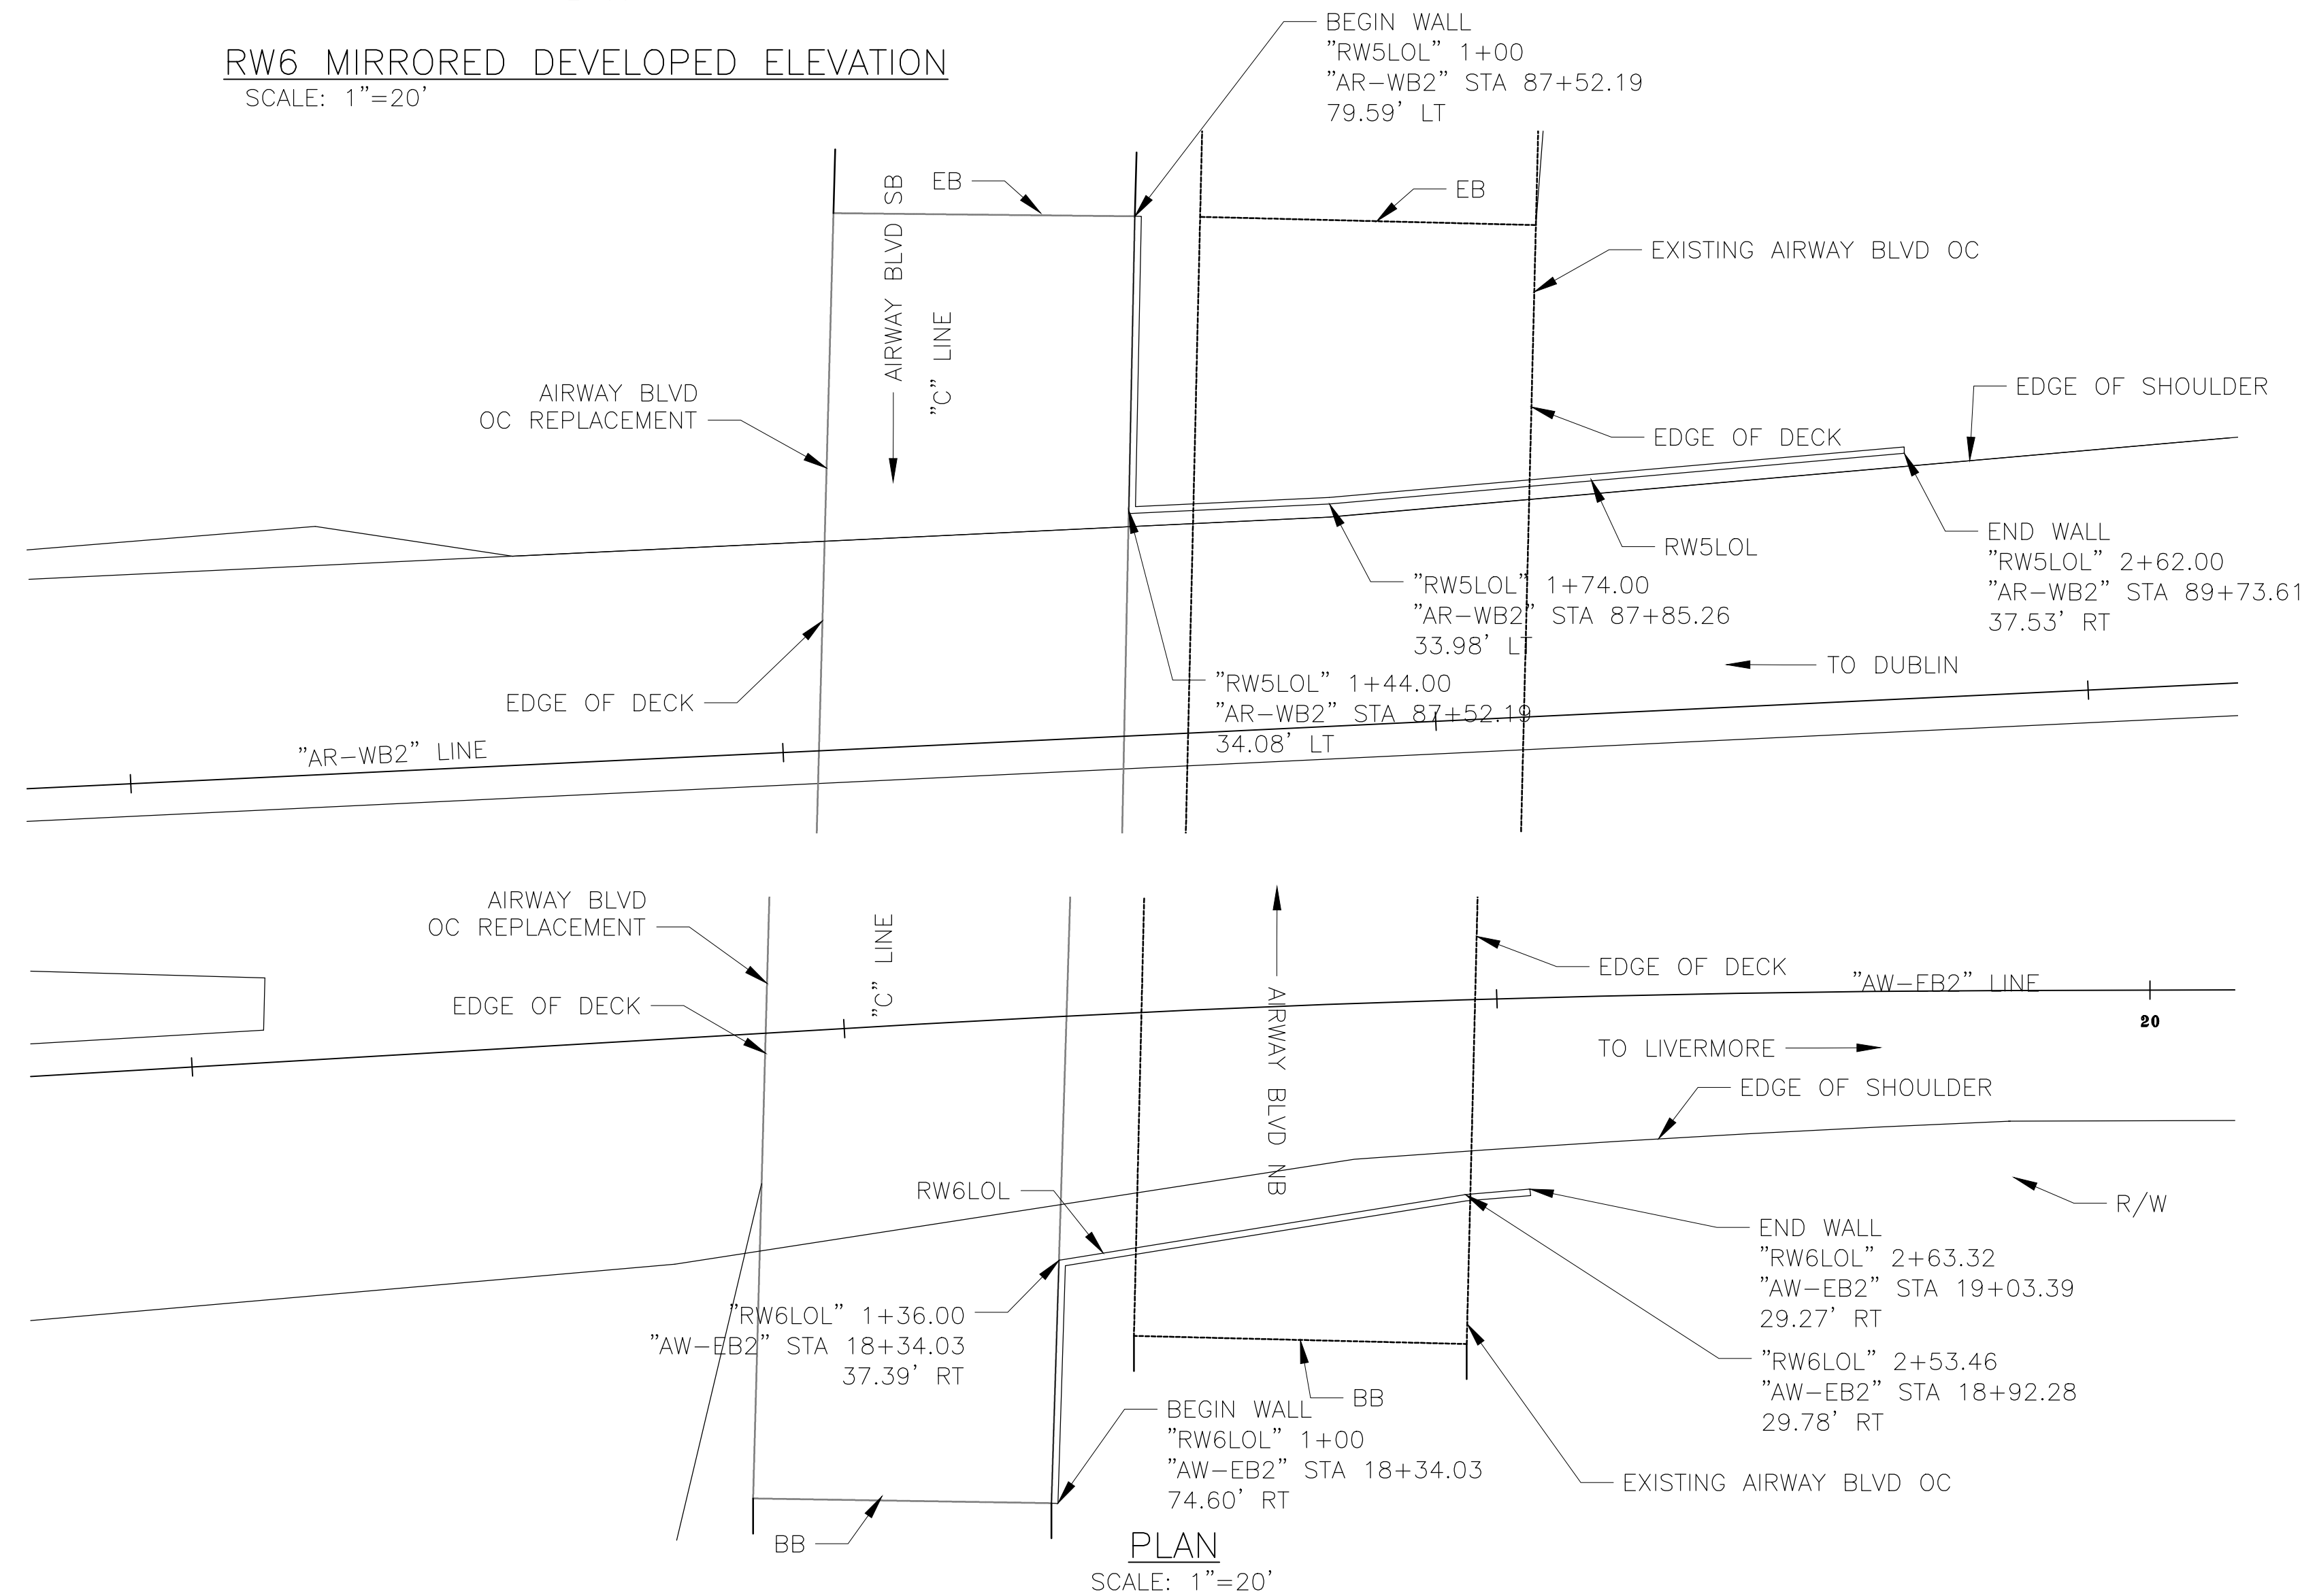 RW6 MIRRORED DEVELOPED ELEVATION
SCALE: 1"=20'
BEGIN WALL
"RW5LOL" 1+00
"AR-WB2" STA 87+52.19
79.59' LT
EB
AIRWAY BLVD SB
"C" LINE
EB
EXISTING AIRWAY BLVD OC
AIRWAY BLVD
OC REPLACEMENT
EDGE OF SHOULDER
EDGE OF DECK
END WALL
"RW5LOL" 2+62.00
"AR-WB2" STA 89+73.61
37.53' RT
RW5LOL
"RW5LOL" 1+74.00
"AR-WB2" STA 87+85.26
33.98' LT
TO DUBLIN
EDGE OF DECK
"RW5LOL" 1+44.00
"AR-WB2" STA 87+52.19
34.08' LT
"AR-WB2" LINE
AIRWAY BLVD
OC REPLACEMENT
"C" LINE
EDGE OF DECK
EDGE OF DECK
"AW-EB2" LINE
20
AIRWAY BLVD NB
TO LIVERMORE
EDGE OF SHOULDER
RW6LOL
R/W
END WALL
"RW6LOL" 2+63.32
"AW-EB2" STA 19+03.39
29.27' RT
"RW6LOL" 1+36.00
"AW-EB2" STA 18+34.03
37.39' RT
"RW6LOL" 2+53.46
"AW-EB2" STA 18+92.28
29.78' RT
BB
BEGIN WALL
"RW6LOL" 1+00
"AW-EB2" STA 18+34.03
74.60' RT
EXISTING AIRWAY BLVD OC
BB
PLAN
SCALE: 1"=20'